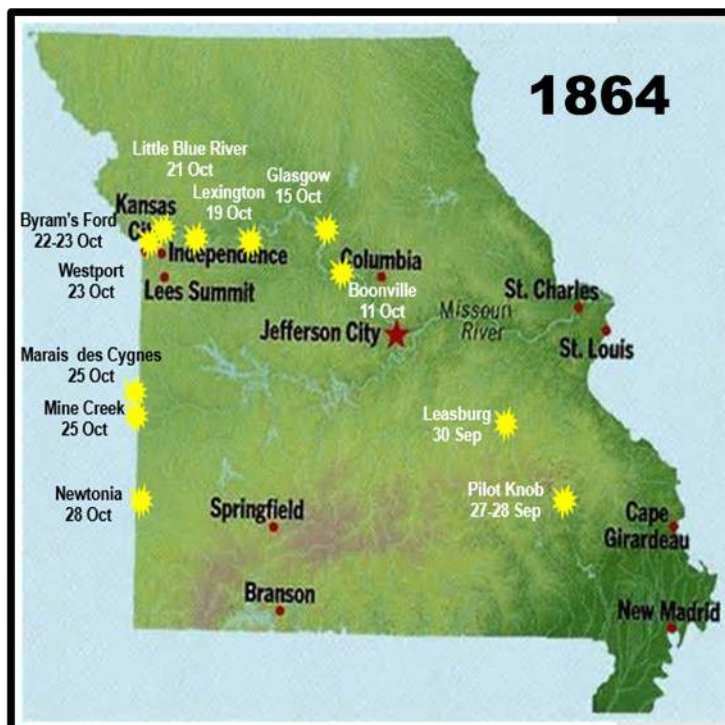 1864
Little Blue River
21 Oct
Glasgow
15 Oct
Lexington
19 Oct
Kansas
City
Byram's Ford
22-23 Oct
Independence
Columbia
Westport
23 Oct
Lees Summit
Boonville
11 Oct
St. Charles
Missouri
River
Jefferson City
St. Louis
Marais des Cygnes
25 Oct
Mine Creek
25 Oct
Leasburg
30 Sep
Newtonia
28 Oct
Pilot Knob
27-28 Sep
Springfield
Cape
Girardeau
Branson
New Madrid